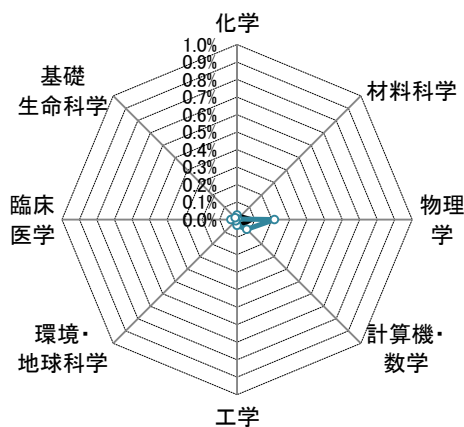 化学
1.0%
0.9%
0.8%
0.7%
0.6%
0.5%
0.4%
0.3%
0.2%
0.1%
0.0%
材料科学
物理
学
計算機・
数学
工学
環境・
地球科学
臨床
医学
基礎
生命科学